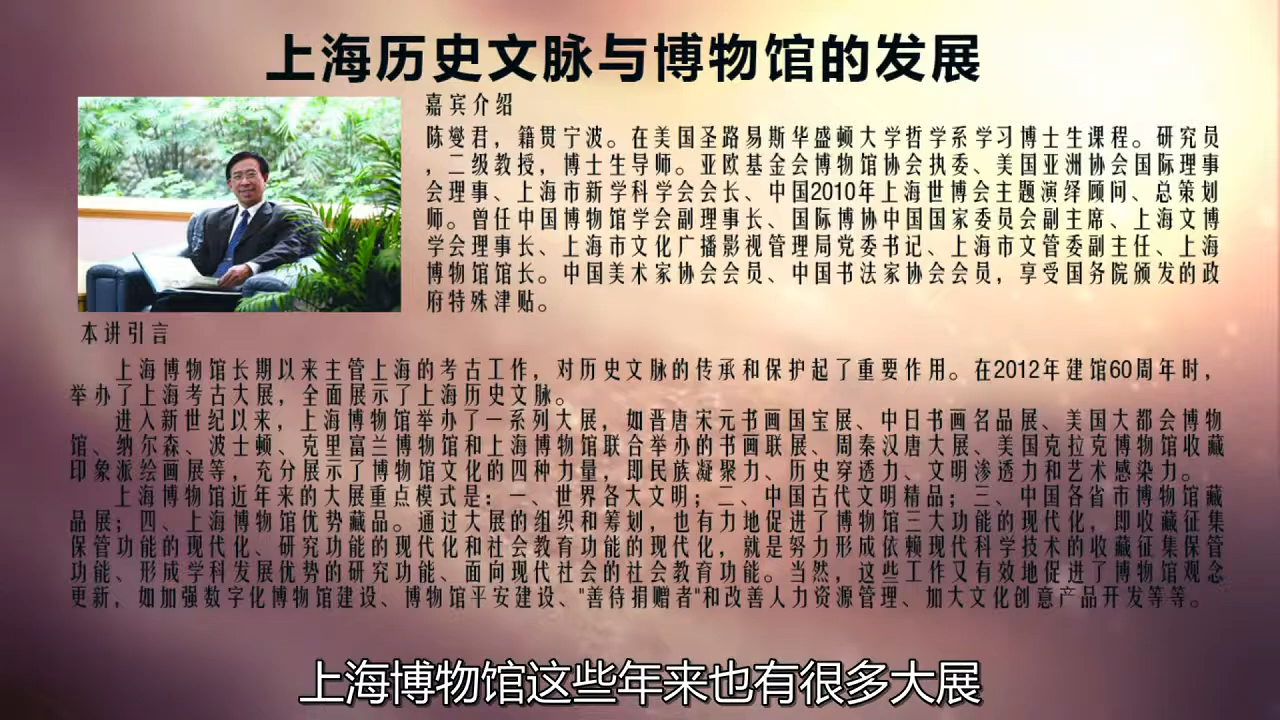 上海历史文脉与博物馆的发展
嘉宾介绍
陈燮君，籍贯宁波。在美国圣路易斯华盛顿大学哲学系学习博士生课程。研究员
，二级教授，博士生导师。亚欧基金会博物馆协会执委、美国亚洲协会国际理事
会理事、上海市新学科学会会长、中国2010年上海世博会主题演绎顾问、总策划
师。曾任中国博物馆学会副理事长、国际博协中国国家委员会副主席、上海文博
学会理事长、上海市文化广播影视管理局党委书记、上海市文管委副主任、上海
博物馆馆长。中国美术家协会会员、中国书法家协会会员，享受国务院颁发的政
府特殊津贴。
本讲引言
上海博物馆长期以来主管上海的考古工作，对历史文脉的传承和保护起了重要作用。在2012年建馆60周年时，
举办了上海考古大展，全面展示了上海历史文脉。
进入新世纪以来，上海博物馆举办了一系列大展，如晋唐宋元书画国宝展、中日书画名品展、美国大都会博物
馆、纳尔森、波士顿、克里富兰博物馆和上海博物馆联合举办的书画联展、周秦汉唐大展、美国克拉克博物馆收藏
印象派绘画展等，充分展示了博物馆文化的四种力量，即民族凝聚力、历史穿透力、文明渗透力和艺术感染力。
上海博物馆近年来的大展重点模式是：一、世界各大文明；二、中国古代文明精品；三、中国各省市博物馆藏
品展；四、上海博物馆优势藏品。通过大展的组织和筹划，也有力地促进了博物馆三大功能的现代化，即收藏征集
保管功能的现代化、研究功能的现代化和社会教育功能的现代化，就是努力形成依赖现代科学技术的收藏征集保管
功能、形成学科发展优势的研究功能、面向现代社会的社会教育功能。当然，这些工作又有效地促进了博物馆观念
更新，如加强数字化博物馆建设、博物馆平安建设、"善待捐赠者"和改善人力资源管理、加大文化创意产品开发等等。
上海博物馆这些年来也有很多大展